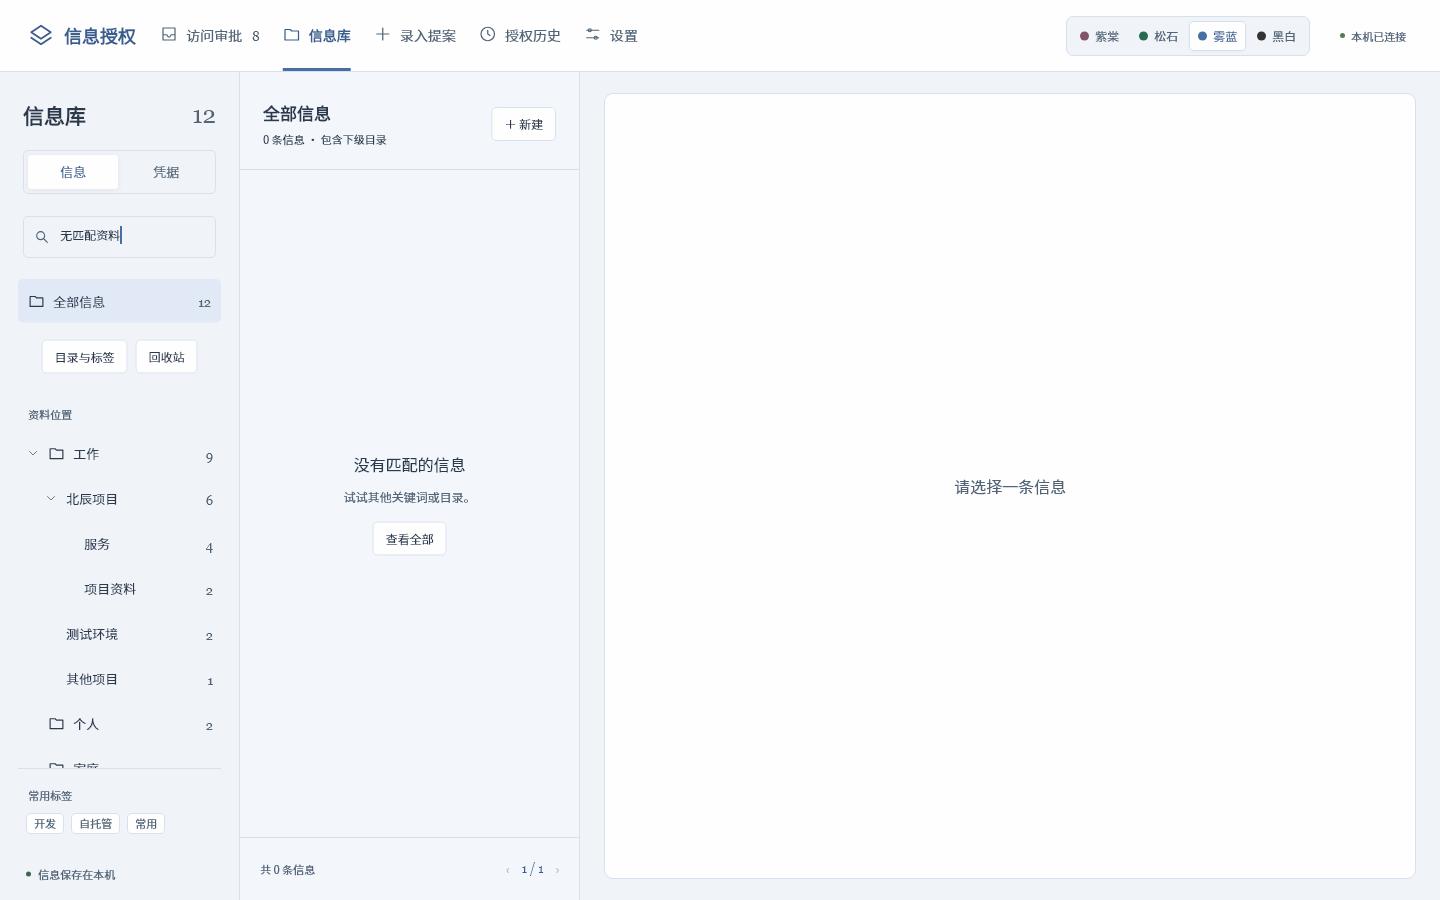 信息授权
访问审批 8
信息库
录入提案
授权历史
设置
紫棠
松石
雾蓝
黑白
本机已连接
信息库 12
信息
凭据
无匹配资料
全部信息 12
目录与标签
回收站
资料位置
工作 9
北辰项目 6
服务 4
项目资料 2
测试环境 2
其他项目 1
个人 2
家庭
常用标签
开发
自托管
常用
信息保存在本机
全部信息
0 条信息 · 包含下级目录
+ 新建
没有匹配的信息
试试其他关键词或目录。
查看全部
共 0 条信息
‹ 1 / 1 ›
请选择一条信息